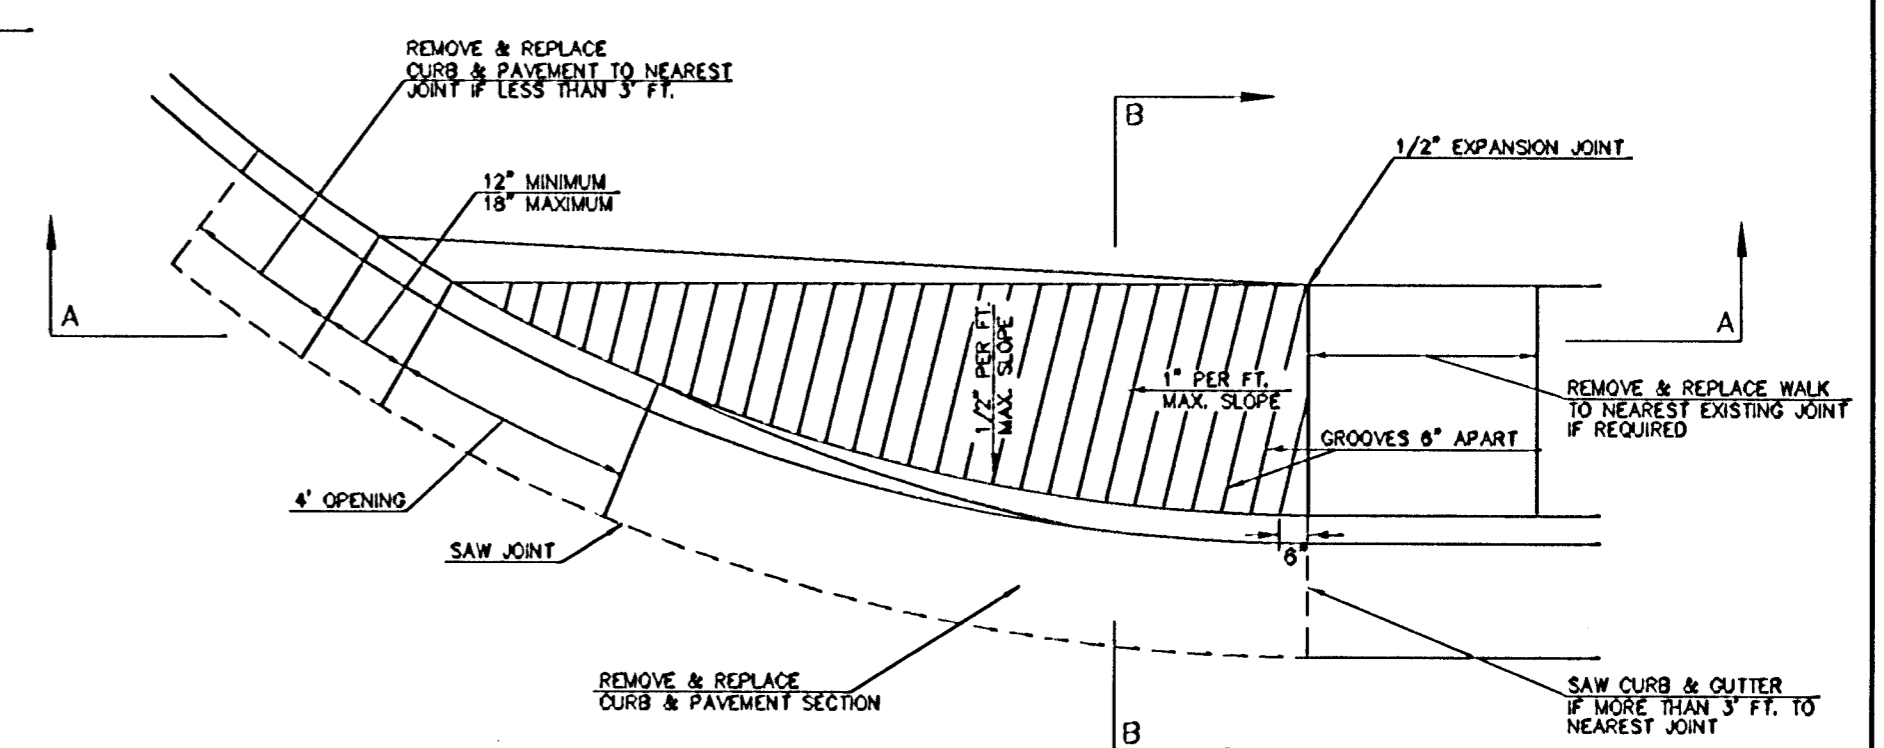 REMOVE & REPLACE
CURB & PAVEMENT TO NEAREST
JOINT IF LESS THAN 3' FT.
B
1/2" EXPANSION JOINT
12" MINIMUM
18" MAXIMUM
A
A
1/2" PER FT.
MAX. SLOPE
1" PER FT.
MAX. SLOPE
REMOVE & REPLACE WALK
TO NEAREST EXISTING JOINT
IF REQUIRED
GROOVES 6" APART
4' OPENING
SAW JOINT
6"
REMOVE & REPLACE
CURB & PAVEMENT SECTION
SAW CURB & GUTTER
IF MORE THAN 3' FT. TO
NEAREST JOINT
B